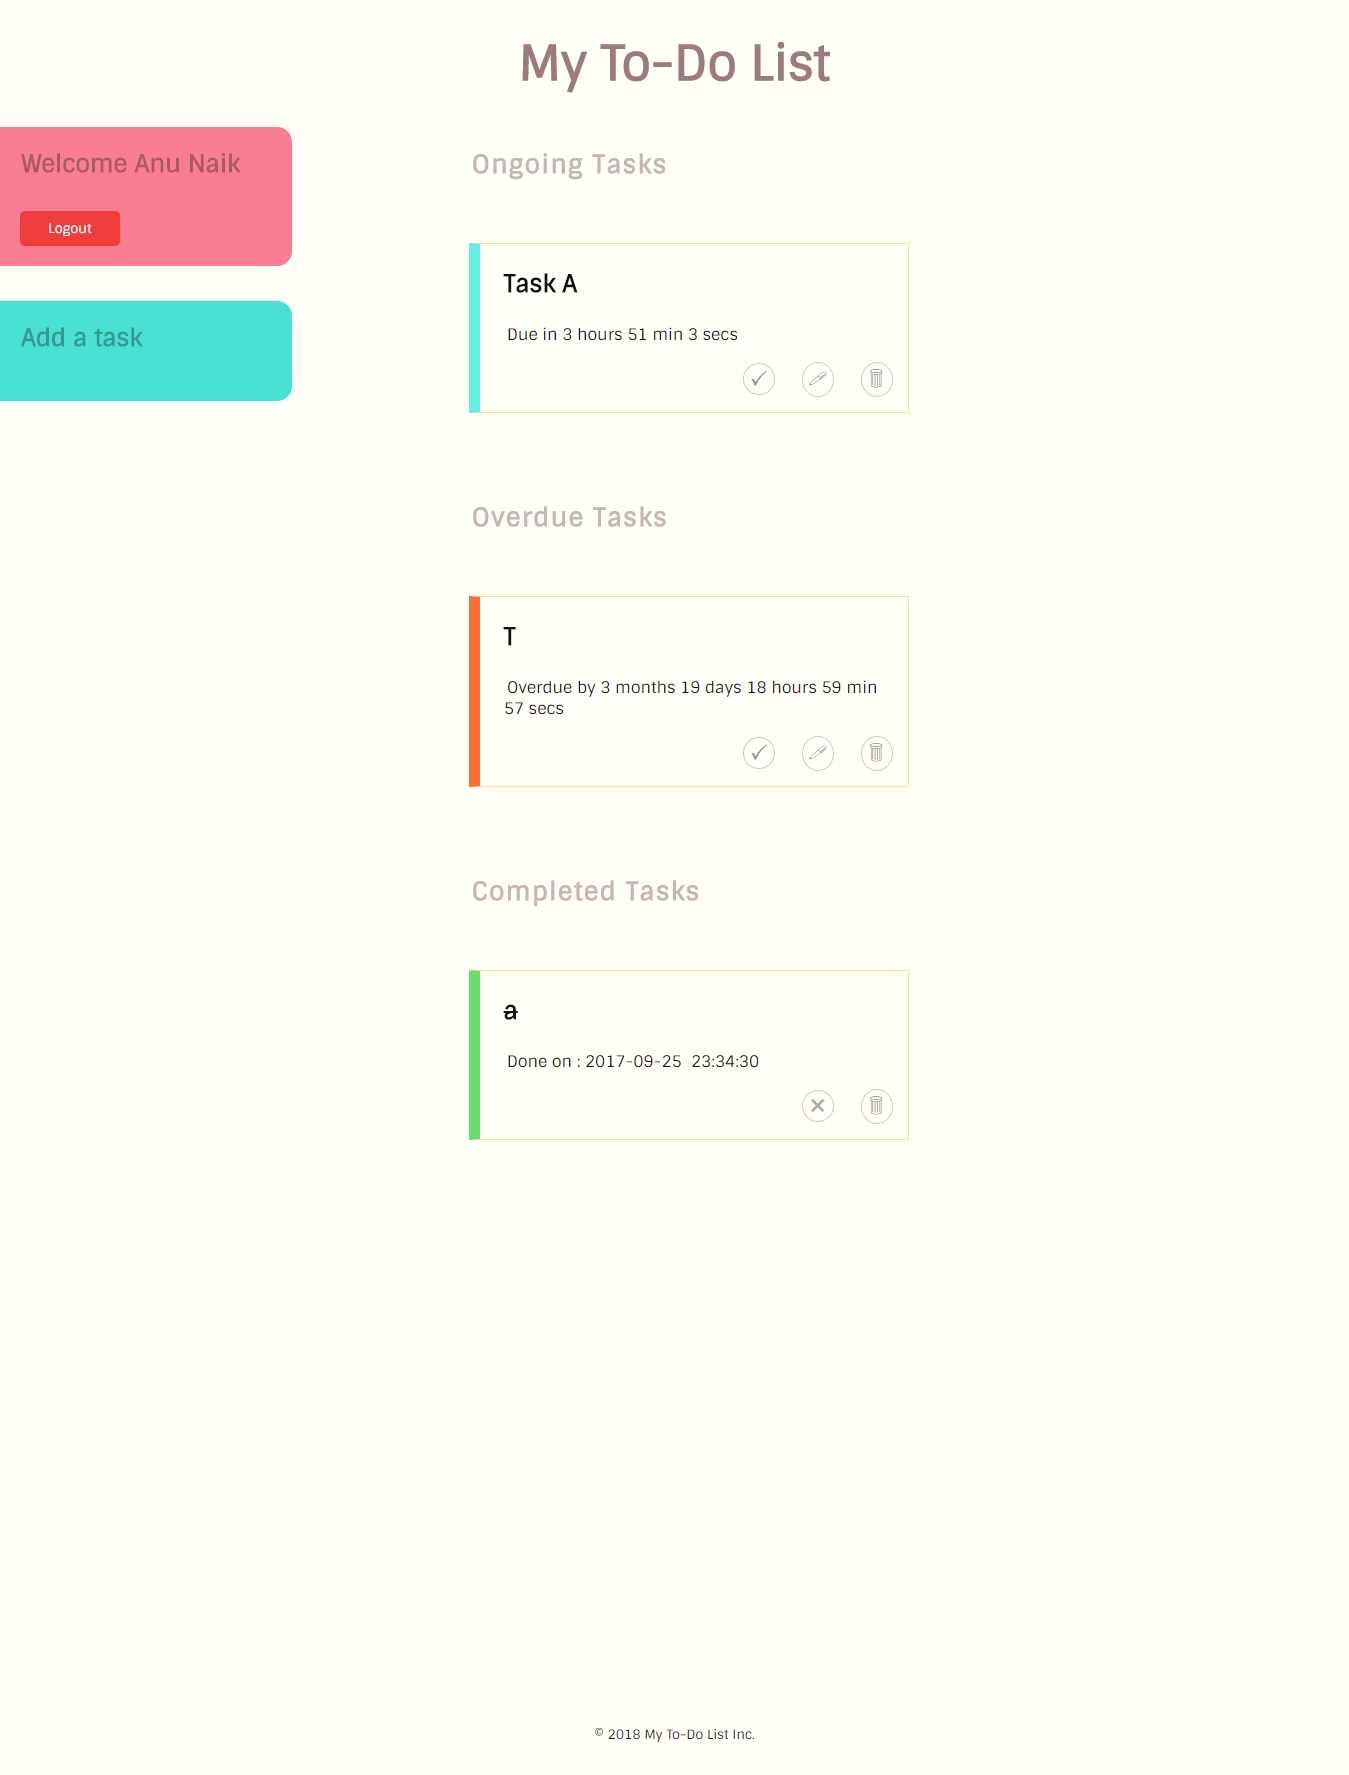 My To-Do List
Welcome Anu Naik
Logout
Add a task
Ongoing Tasks
Task A
Due in 3 hours 51 min 3 secs
Overdue Tasks
T
Overdue by 3 months 19 days 18 hours 59 min
57 secs
Completed Tasks
a
Done on : 2017-09-25  23:34:30
© 2018 My To-Do List Inc.